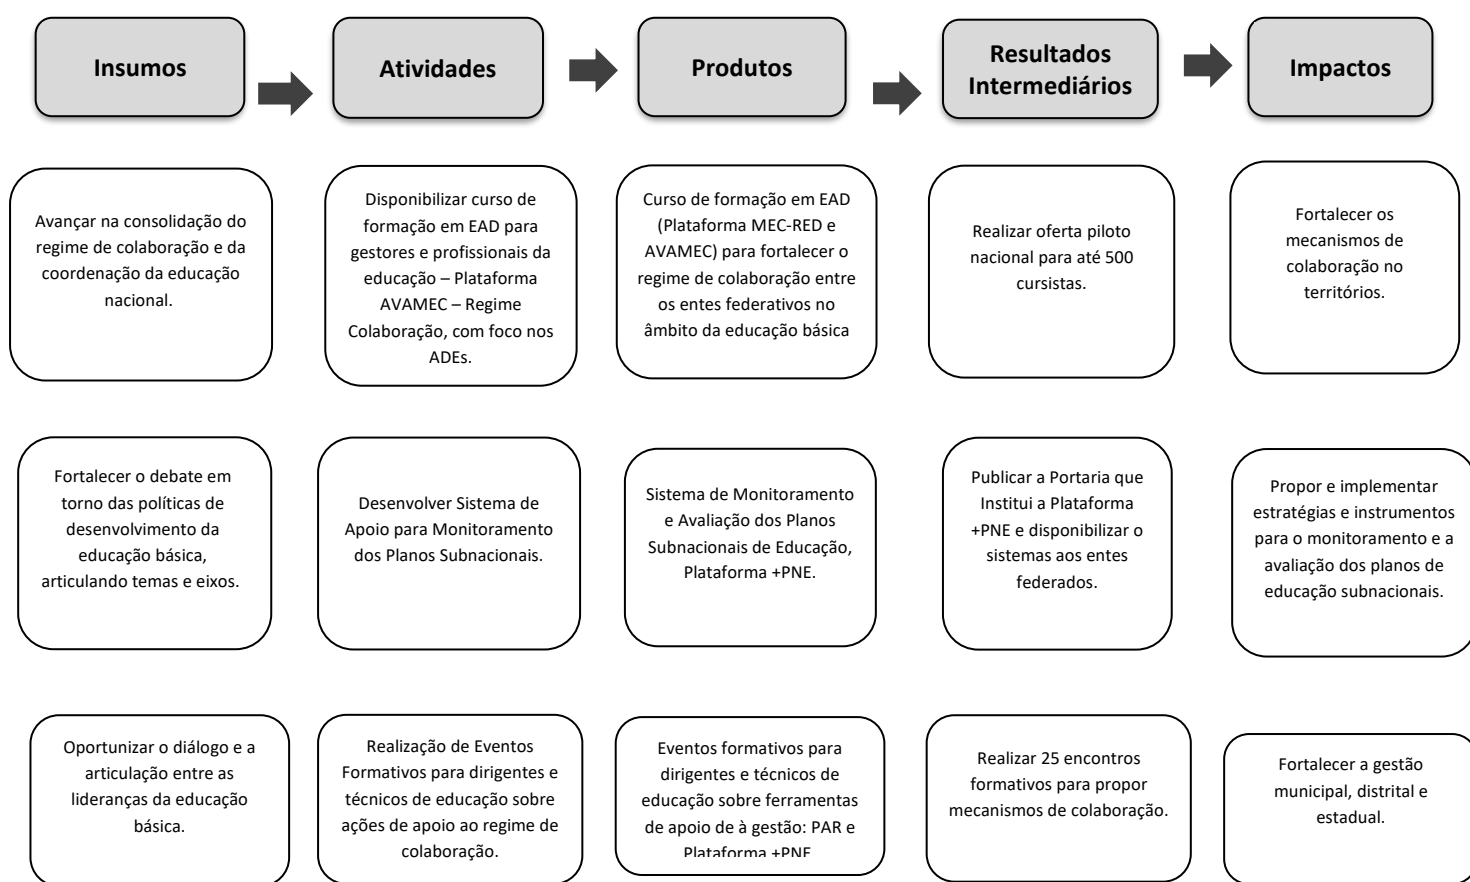 Insumos
Atividades
Produtos
Resultados
Intermediários
Impactos
Avançar na consolidação do
regime de colaboração e da
coordenação da educação
nacional.
Disponibilizar curso de
formação em EAD para
gestores e profissionais da
educação – Plataforma
AVAMEC – Regime
Colaboração, com foco nos
ADEs.
Curso de formação em EAD
(Plataforma MEC-RED e
AVAMEC) para fortalecer o
regime de colaboração entre
os entes federativos no
âmbito da educação básica
Realizar oferta piloto
nacional para até 500
cursistas.
Fortalecer os
mecanismos de
colaboração no
territórios.
Fortalecer o debate em
torno das políticas de
desenvolvimento da
educação básica,
articulando temas e eixos.
Desenvolver Sistema de
Apoio para Monitoramento
dos Planos Subnacionais.
Sistema de Monitoramento
e Avaliação dos Planos
Subnacionais de Educação,
Plataforma +PNE.
Publicar a Portaria que
Institui a Plataforma
+PNE e disponibilizar o
sistemas aos entes
federados.
Propor e implementar
estratégias e instrumentos
para o monitoramento e a
avaliação dos planos de
educação subnacionais.
Oportunizar o diálogo e a
articulação entre as
lideranças da educação
básica.
Realização de Eventos
Formativos para dirigentes e
técnicos de educação sobre
ações de apoio ao regime de
colaboração.
Eventos formativos para
dirigentes e técnicos de
educação sobre ferramentas
de apoio de à gestão: PAR e
Plataforma +PNE
Realizar 25 encontros
formativos para propor
mecanismos de colaboração.
Fortalecer a gestão
municipal, distrital e
estadual.